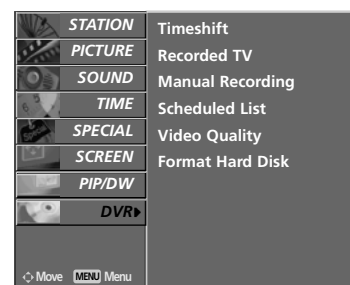 STATION
PICTURE
SOUND
TIME
SPECIAL
SCREEN
PIP/DW
DVR
Move MENU Menu
Timeshift
Recorded TV
Manual Recording
Scheduled List
Video Quality
Format Hard Disk